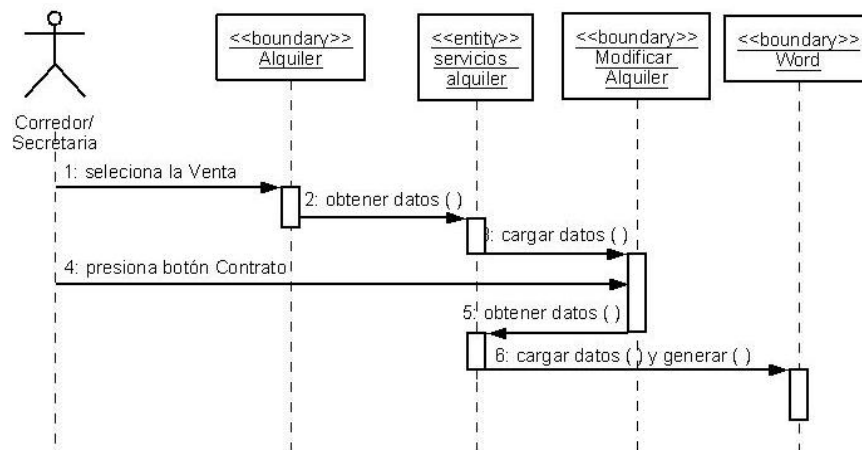 <<boundary>>
Alquiler
<<entity>>
servicios
alquiler
<<boundary>>
Modificar
Alquiler
<<boundary>>
Word
Corredor/
Secretaria
1: seleciona la Venta
2: obtener datos ( )
3: cargar datos ( )
4: presiona botón Contrato
5: obtener datos ( )
6: cargar datos ( ) y generar ( )